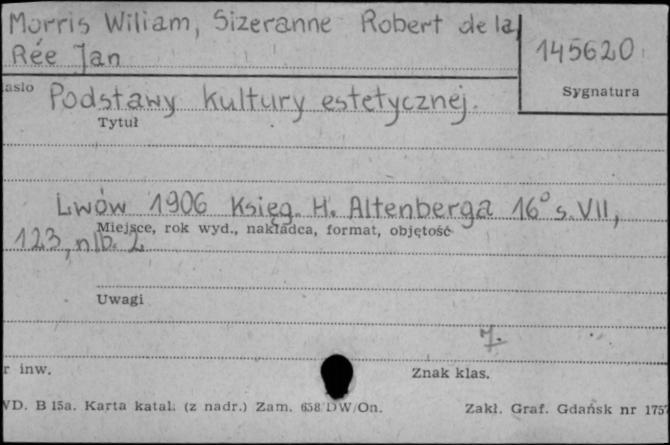 Morris Wiliam, Sizeranne Robert de la,
Rée Jan
145620
Sygnatura
asło
Podstawy kultury estetycznej.
Tytuł
Lwów 1906 Księg. H. Altenberga 16° s. VII,
Miejsce, rok wyd., nakładca, format, objętość
123, nlb. 2
Uwagi
7.
r inw.
Znak klas.
VD. B 15a. Karta katal. (z nadr.) Zam. 658 DW/On.
Zakł. Graf. Gdańsk nr 1757